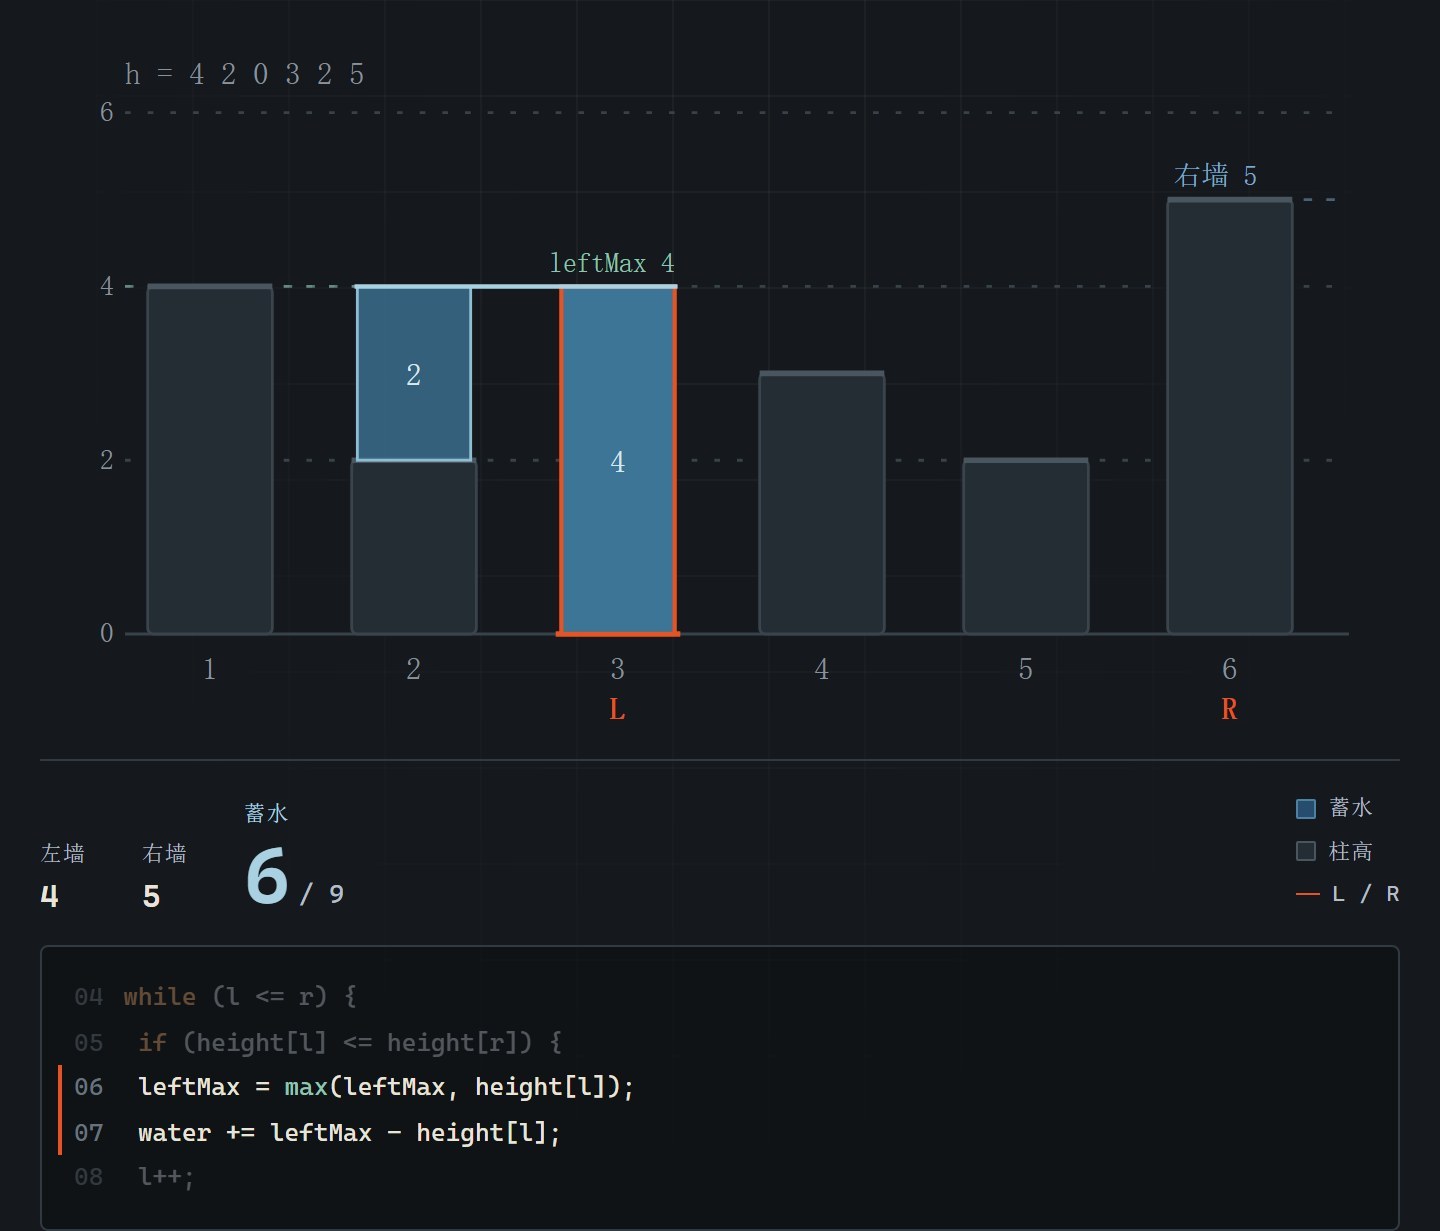 h = 4 2 0 3 2 5
6
右墙 5
leftMax 4
4
2
2
4
0
1 2 3 4 5 6
L R
蓄水
左墙 右墙
4 5 6 / 9
蓄水
柱高
L / R
04 while (l <= r) {
05 if (height[l] <= height[r]) {
06 leftMax = max(leftMax, height[l]);
07 water += leftMax − height[l];
08 l++;